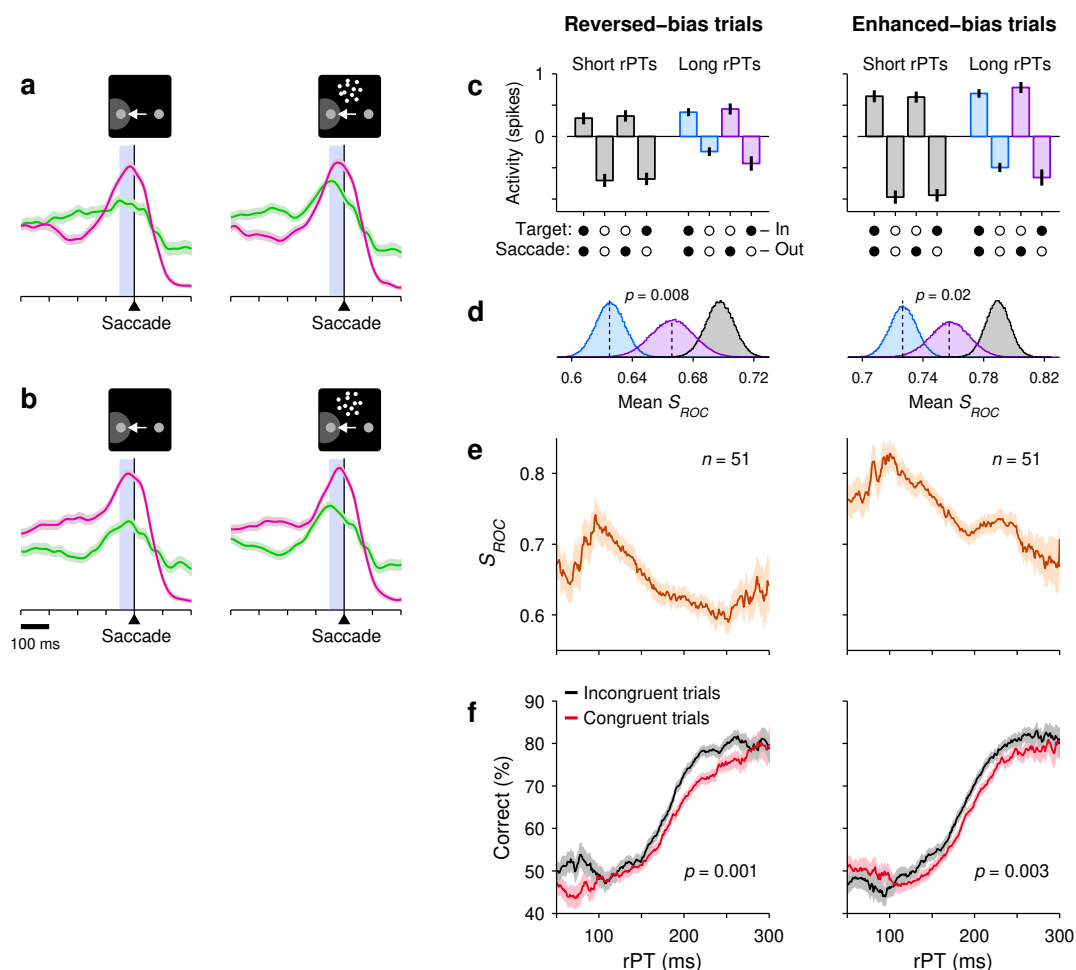 Reversed−bias trials
Enhanced−bias trials
a
Saccade
Saccade
b
Saccade
Saccade
100 ms
c
Short rPTs
Long rPTs
Short rPTs
Long rPTs
Activity (spikes)
1
0
1
Target:
– In
Saccade:
– Out
d
p = 0.008
p = 0.02
0.6
0.64
0.68
0.72
0.7
0.74
0.78
0.82
Mean SROC
Mean SROC
e
n = 51
n = 51
SROC
0.8
0.7
0.6
f
Incongruent trials
Congruent trials
Correct (%)
90
80
70
60
50
40
p = 0.001
p = 0.003
100
200
300
100
200
300
rPT (ms)
rPT (ms)